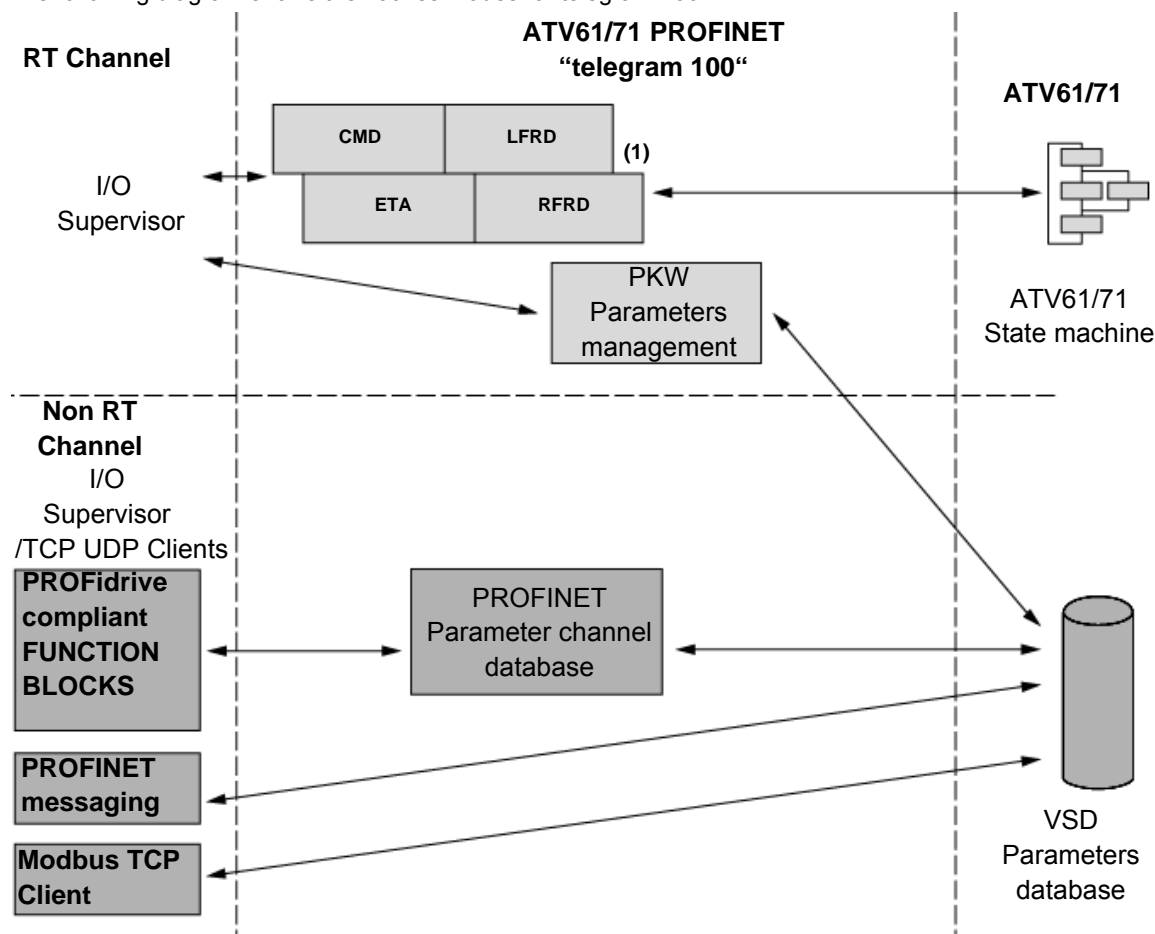 RT Channel
ATV61/71 PROFINET
“telegram 100“
ATV61/71
CMD
LFRD
(1)
ETA
RFRD
I/O
Supervisor
PKW
Parameters
management
ATV61/71
State machine
Non RT
Channel
I/O
Supervisor
/TCP UDP Clients
PROFidrive
compliant
FUNCTION
BLOCKS
PROFINET
Parameter channel
database
PROFINET
messaging
Modbus TCP
Client
VSD
Parameters
database